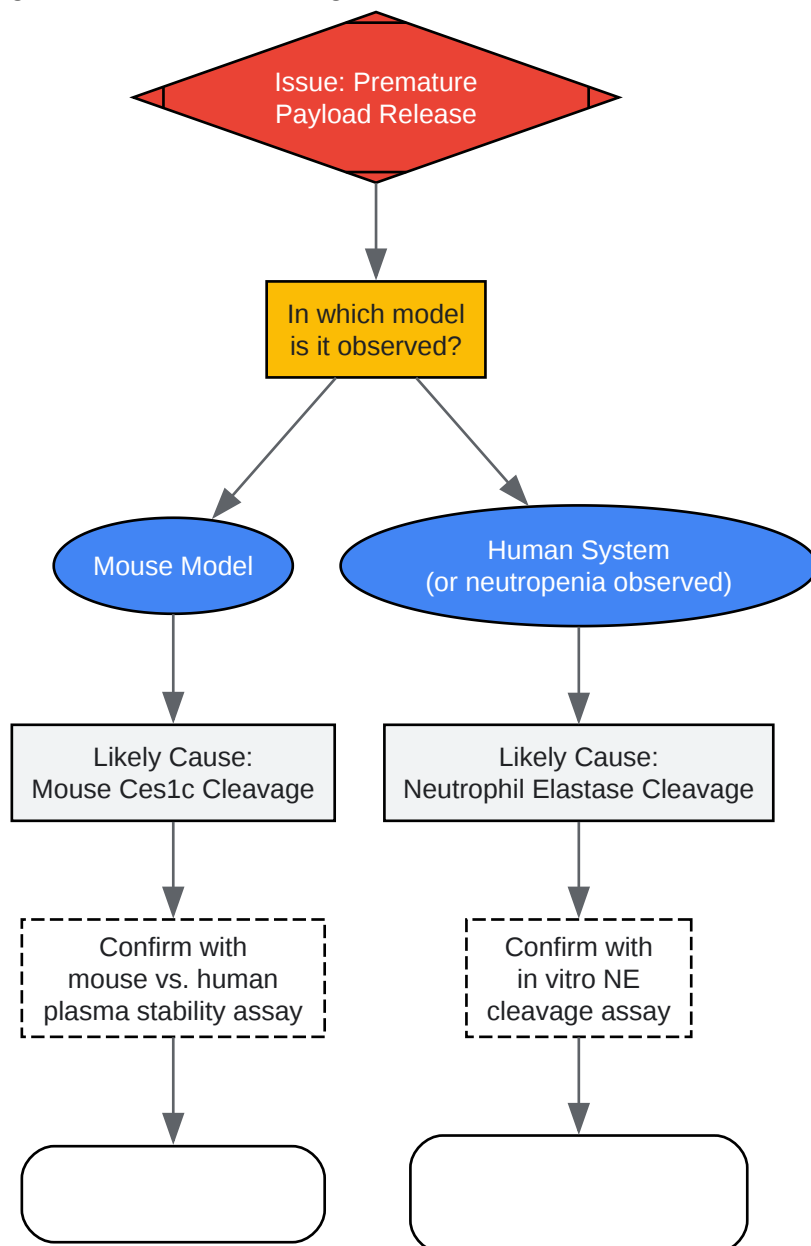 Issue: Premature
Payload Release
In which model
is it observed?
Mouse Model
Human System
(or neutropenia observed)
Likely Cause:
Mouse Ces1c Cleavage
Likely Cause:
Neutrophil Elastase Cleavage
Confirm with
mouse vs. human
plasma stability assay
Confirm with
in vitro NE
cleavage assay